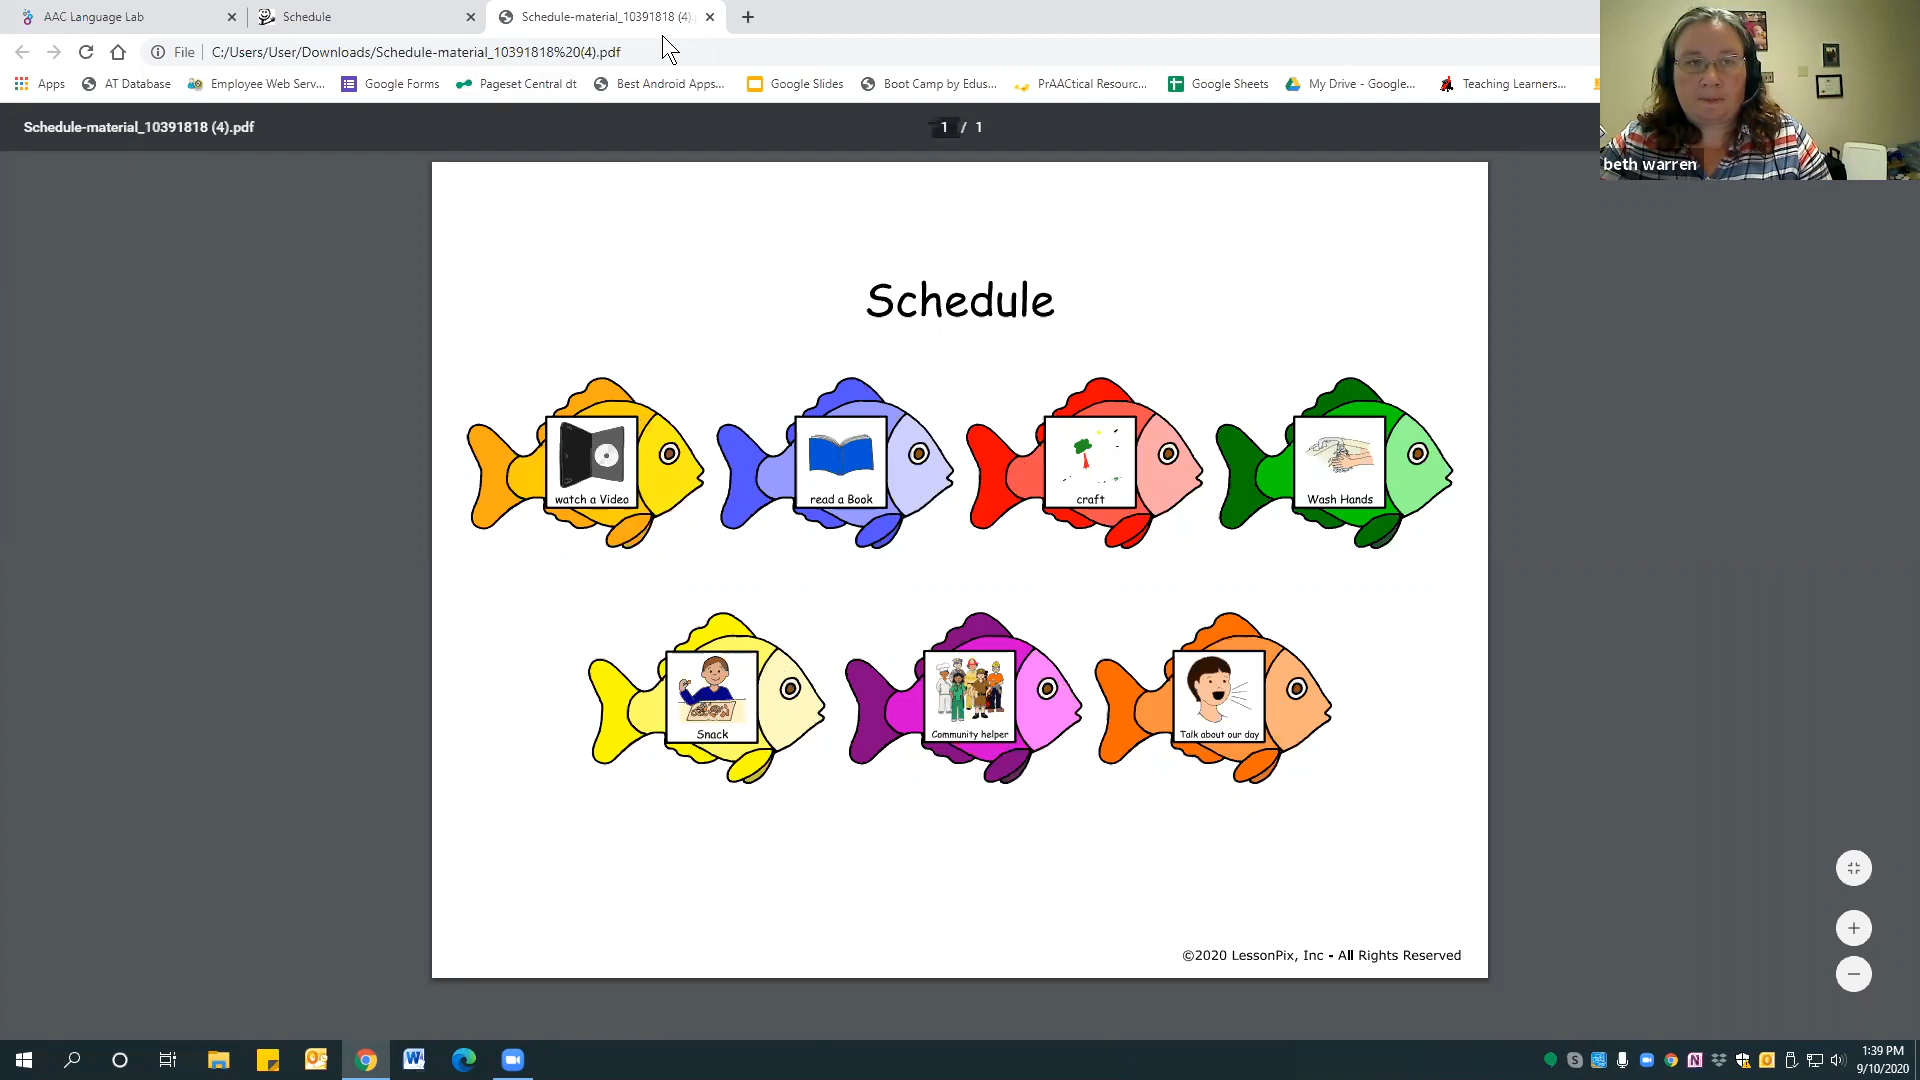 AAC Language Lab
Schedule
Schedule-material_10391818 (4).
File
C:/Users/User/Downloads/Schedule-material_10391818%20(4).pdf
Apps
AT Database
Employee Web Serv...
Google Forms
Pageset Central dt
Best Android Apps...
Google Slides
Boot Camp by Edus...
PrAACtical Resourc...
Google Sheets
My Drive - Google...
Teaching Learners...
Schedule-material_10391818 (4).pdf
1 / 1
beth warren
Schedule
watch a Video
read a Book
craft
Wash Hands
Snack
Community helper
Talk about our day
©2020 LessonPix, Inc - All Rights Reserved
1:39 PM
9/10/2020